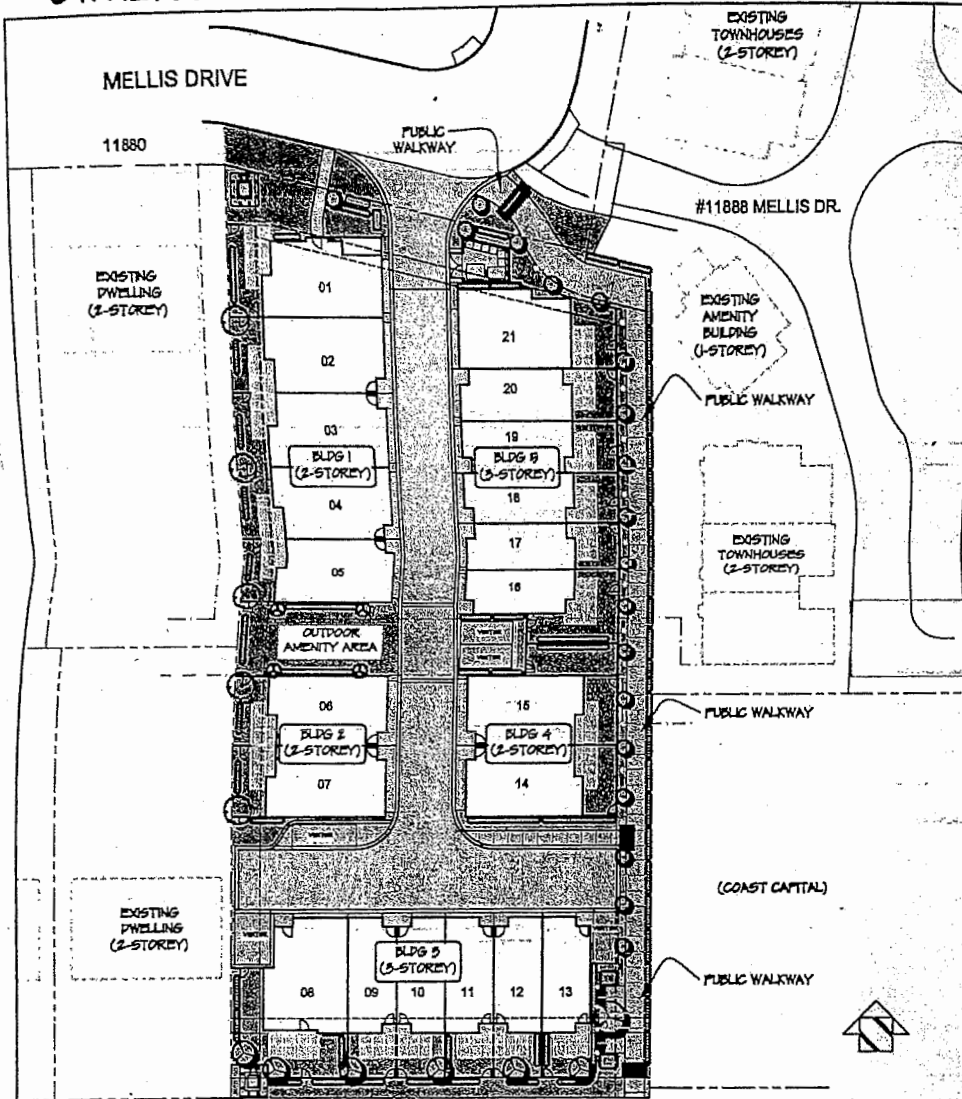 MELLIS DRIVE
11880
PUBLIC
WALKWAY
EXISTING
TOWNHOUSES
(2-STOREY)
#11888 MELLIS DR.
EXISTING
DWELLING
(2-STOREY)
EXISTING
AMENITY
BUILDING
(1-STOREY)
PUBLIC WALKWAY
01
02
03
BLDG 1
(2-STOREY)
04
05
21
20
19
BLDG 5
(3-STOREY)
18
17
16
EXISTING
TOWNHOUSES
(2-STOREY)
OUTDOOR
AMENITY AREA
VISITOR
VISITOR
06
BLDG 2
(2-STOREY)
07
15
BLDG 4
(2-STOREY)
14
PUBLIC WALKWAY
VISITOR
(COAST CAPITAL)
EXISTING
DWELLING
(2-STOREY)
VISITOR
BLDG 3
(3-STOREY)
08
09
10
11
12
13
PUBLIC WALKWAY